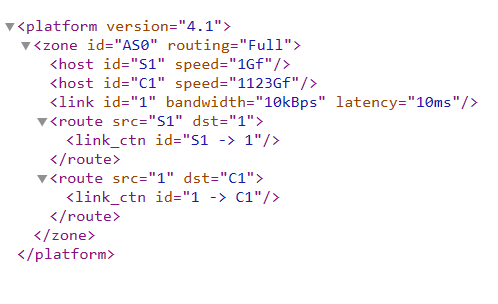 <platform version="4.1">
<zone id="AS0" routing="Full">
<host id="S1" speed="1Gf"/>
<host id="C1" speed="1123Gf"/>
<link id="1" bandwidth="10kBps" latency="10ms"/>
<route src="S1" dst="1">
<link_ctn id="S1 -> 1"/>
</route>
<route src="1" dst="C1">
<link_ctn id="1 -> C1"/>
</route>
</zone>
</platform>